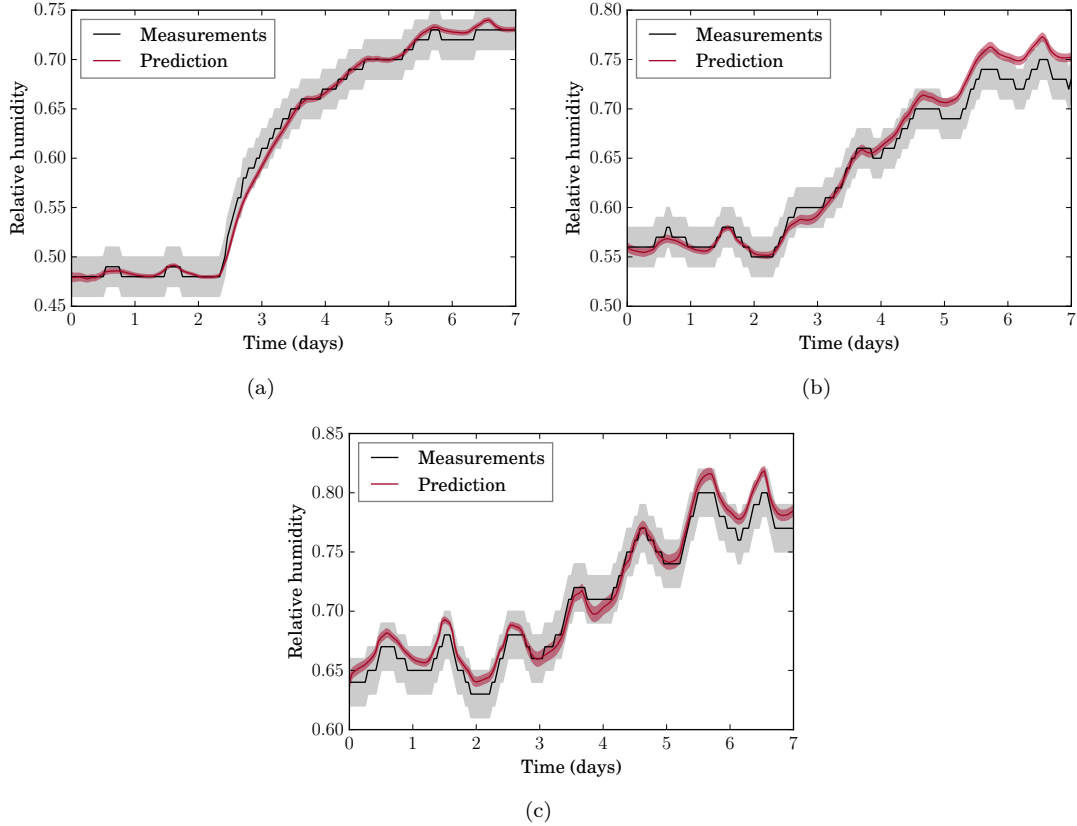 0.75
0.70
0.65
0.60
0.55
0.50
0.45
Relative humidity
Measurements
Prediction
0 1 2 3 4 5 6 7
Time (days)
(a)
0.80
0.75
0.70
0.65
0.60
0.55
0.50
Relative humidity
Measurements
Prediction
0 1 2 3 4 5 6 7
Time (days)
(b)
0.85
0.80
0.75
0.70
0.65
0.60
Relative humidity
Measurements
Prediction
0 1 2 3 4 5 6 7
Time (days)
(c)